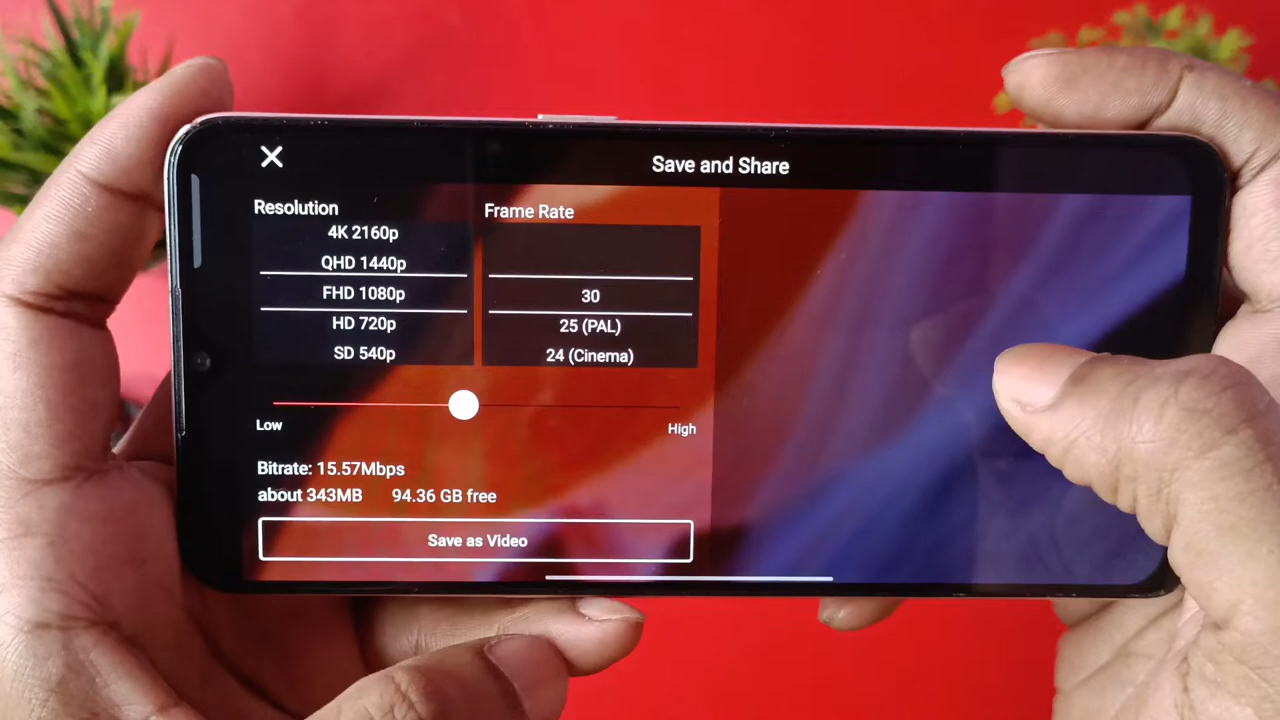 Save and Share
Resolution
4K 2160p
QHD 1440p
FHD 1080p
HD 720p
SD 540p
Frame Rate
30
25 (PAL)
24 (Cinema)
Low
High
Bitrate: 15.57Mbps
about 343MB 94.36 GB free
Save as Video